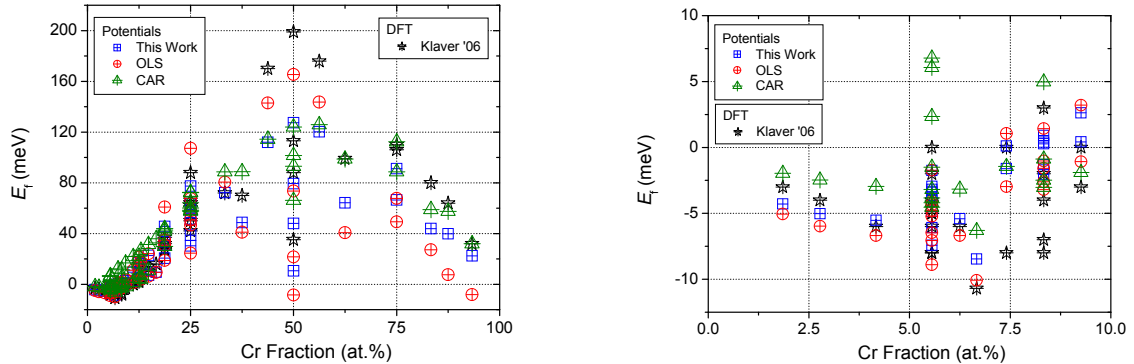 Potentials
This Work
OLS
CAR
DFT
Klaver '06
200
160
120
80
40
0
E_f (meV)
0 25 50 75 100
Cr Fraction (at.%)
10
5
0
-5
-10
E_f (meV)
Potentials
This Work
OLS
CAR
DFT
Klaver '06
0.0 2.5 5.0 7.5 10.0
Cr Fraction (at.%)